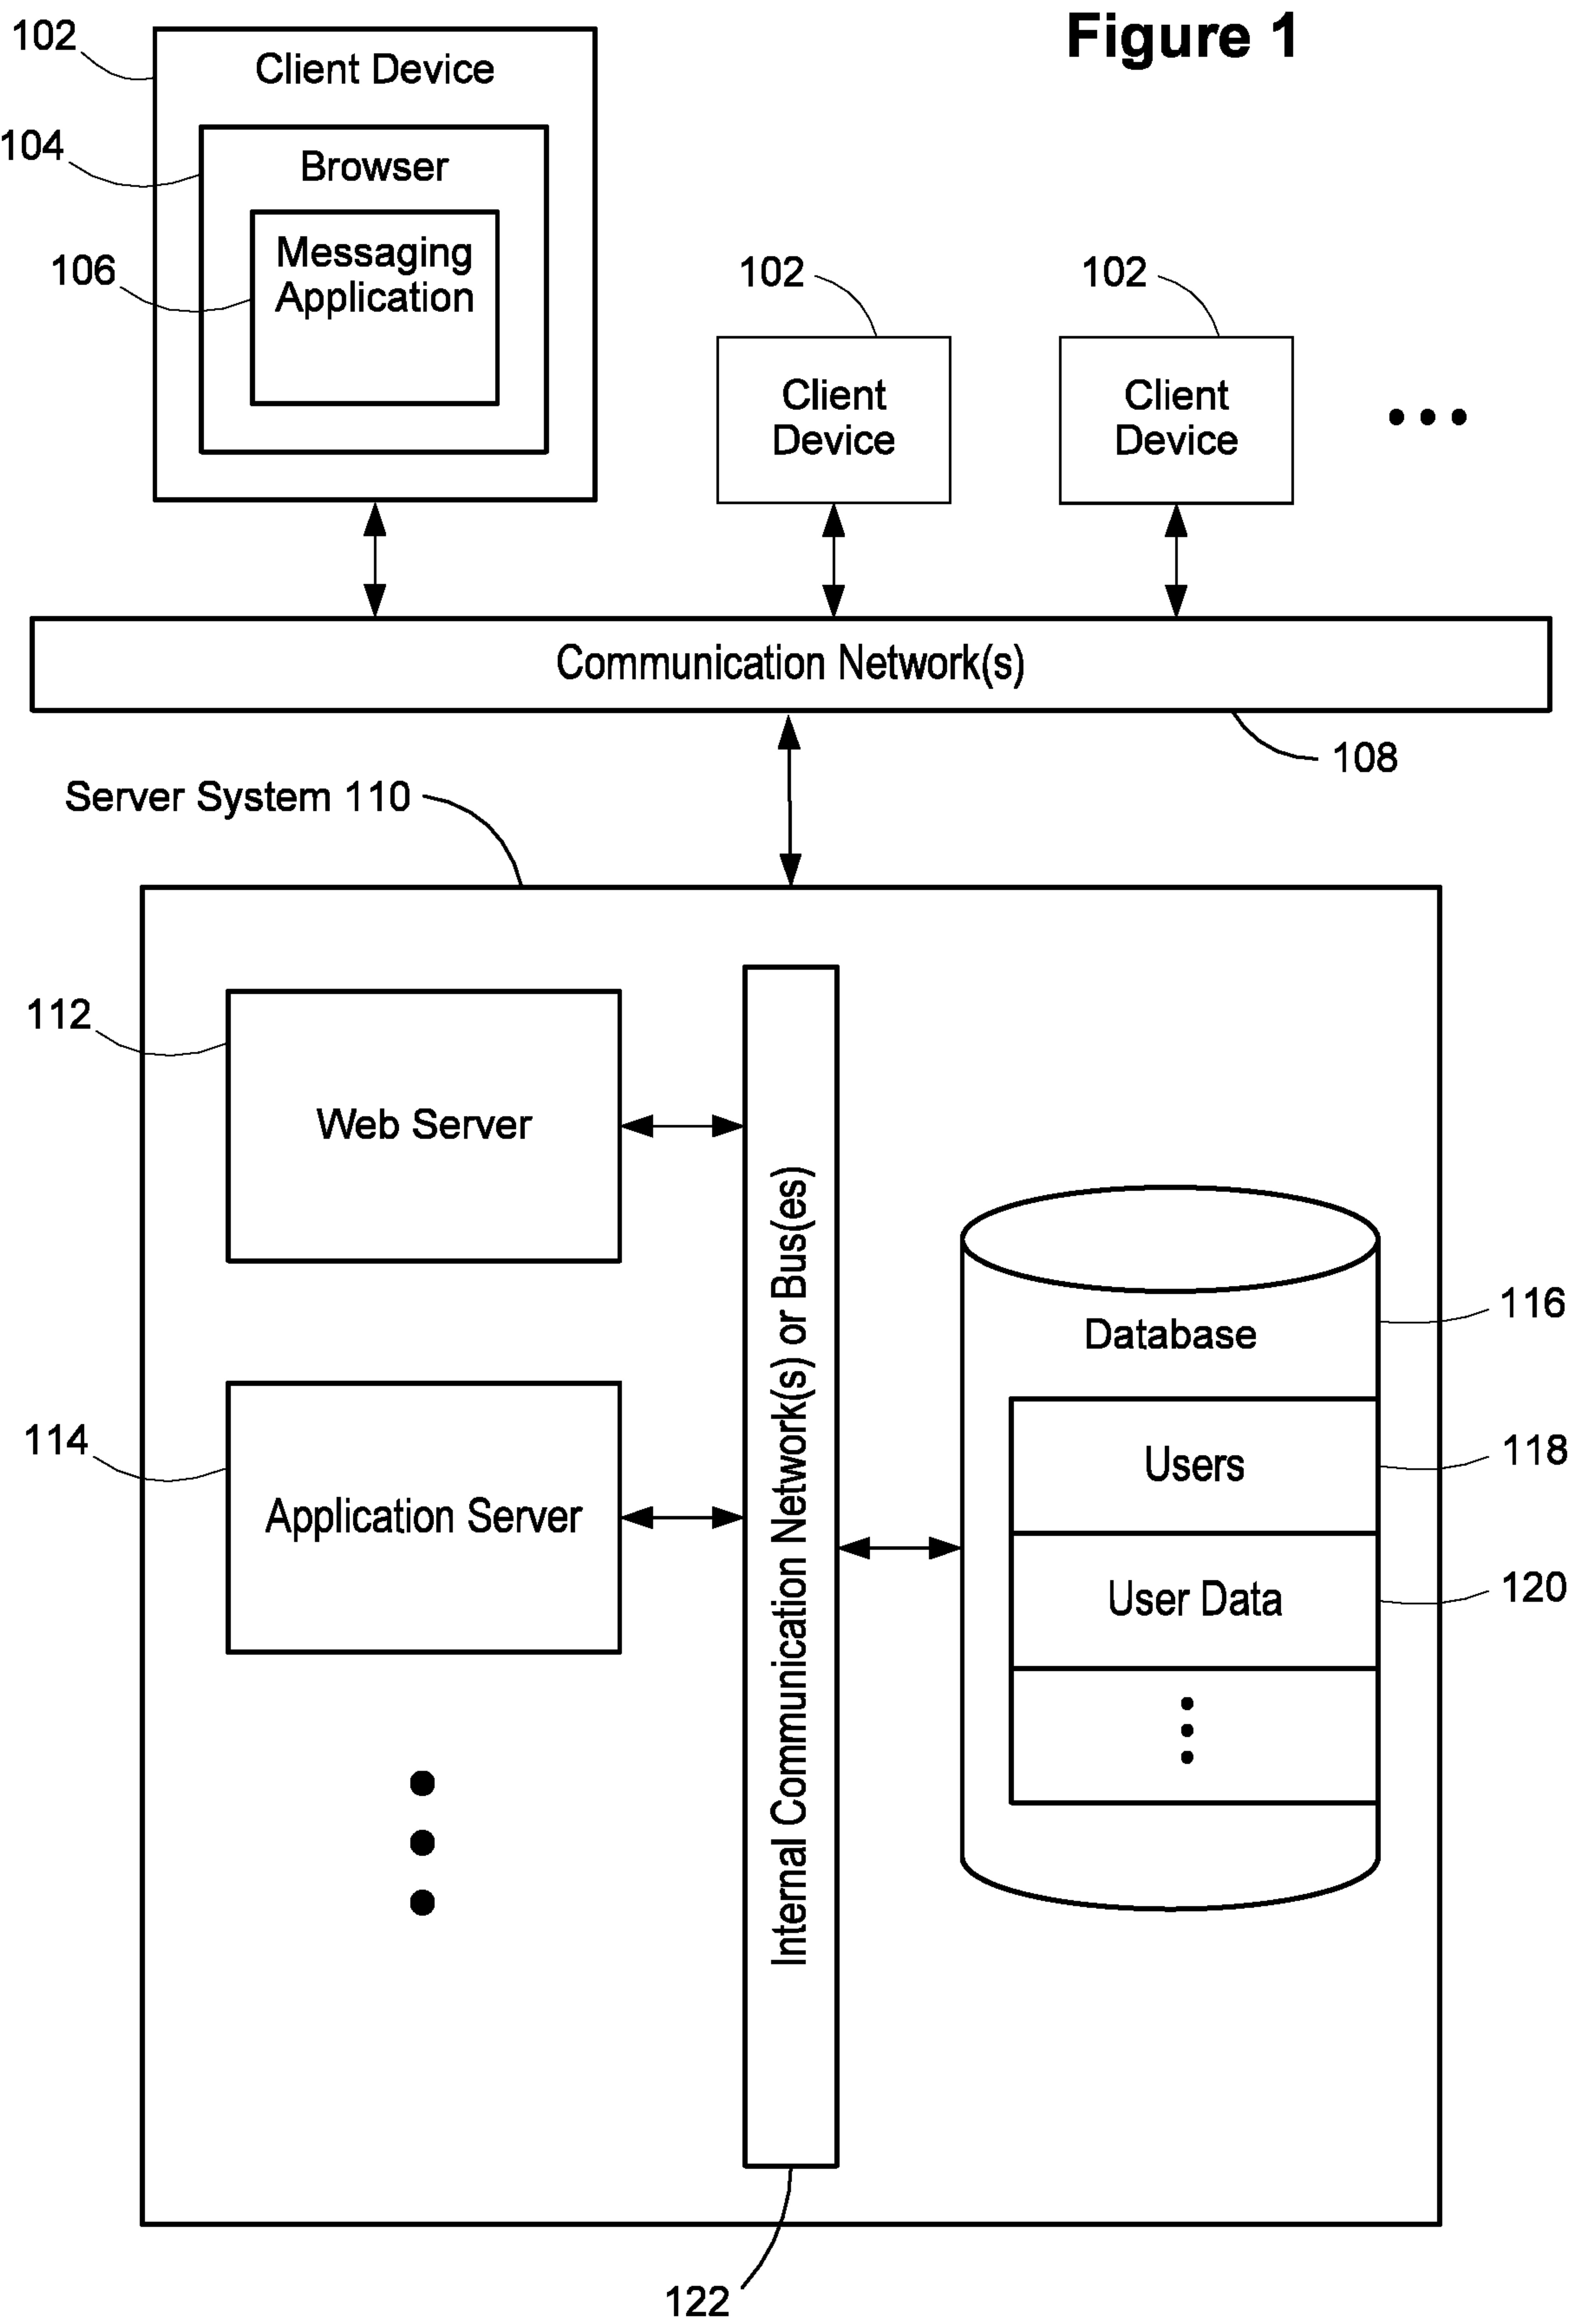 Figure 1
102
Client Device
104
Browser
106
Messaging
Application
102
Client
Device
102
Client
Device
Communication Network(s)
108
Server System 110
112
Web Server
114
Application Server
Internal Communication Network(s) or Bus(es)
Database
116
Users
118
User Data
120
122